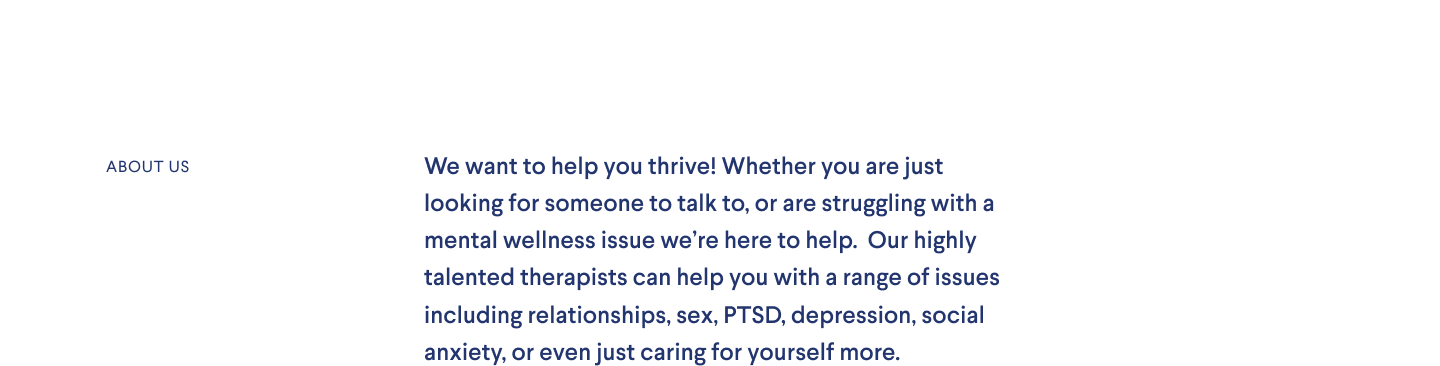 ABOUT US
We want to help you thrive! Whether you are just
looking for someone to talk to, or are struggling with a
mental wellness issue we’re here to help.  Our highly
talented therapists can help you with a range of issues
including relationships, sex, PTSD, depression, social
anxiety, or even just caring for yourself more.